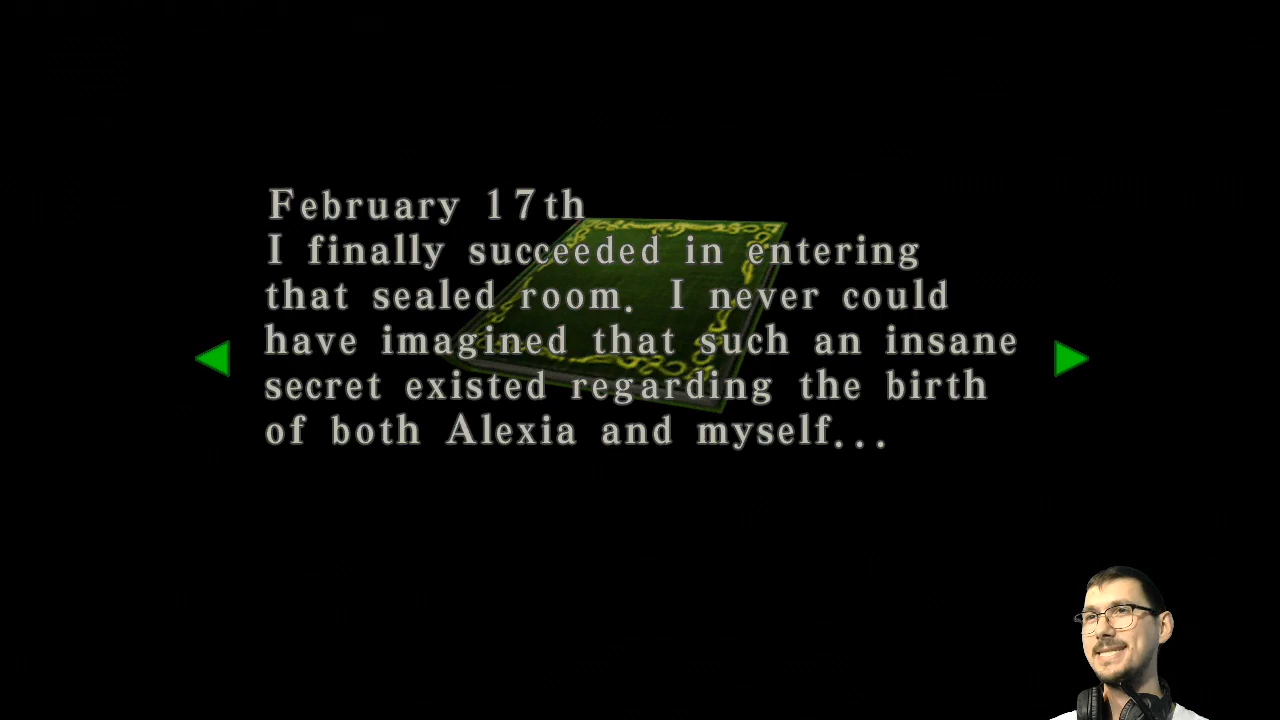 February 17th
I finally succeeded in entering
that sealed room. I never could
have imagined that such an insane
secret existed regarding the birth
of both Alexia and myself...